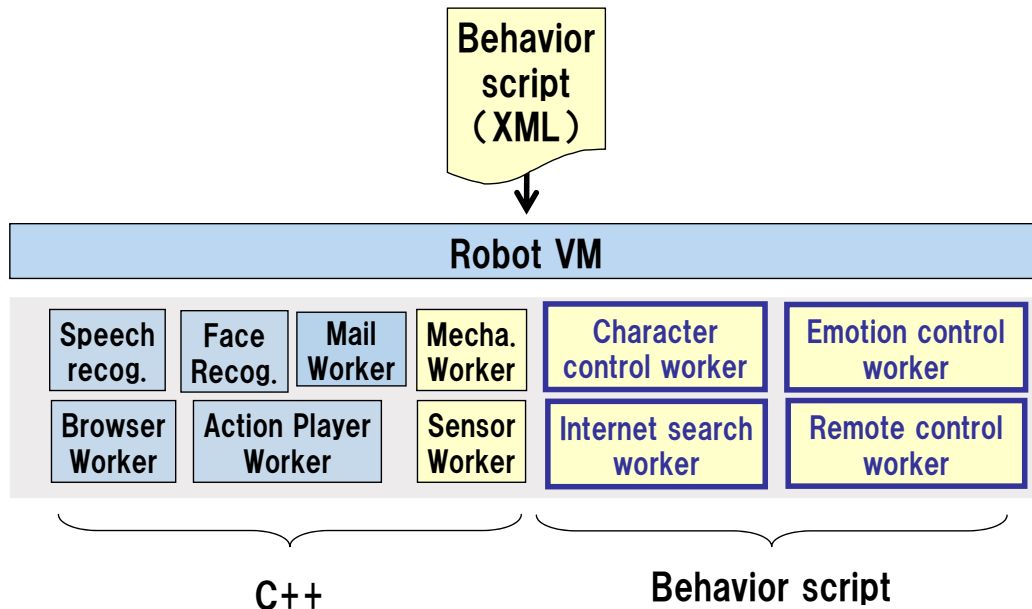 Behavior
script
（XML）
Robot VM
Speech
recog.
Face
Recog.
Mail
Worker
Mecha.
Worker
Character
control worker
Emotion control
worker
Browser
Worker
Action Player
Worker
Sensor
Worker
Internet search
worker
Remote control
worker
C++
Behavior script